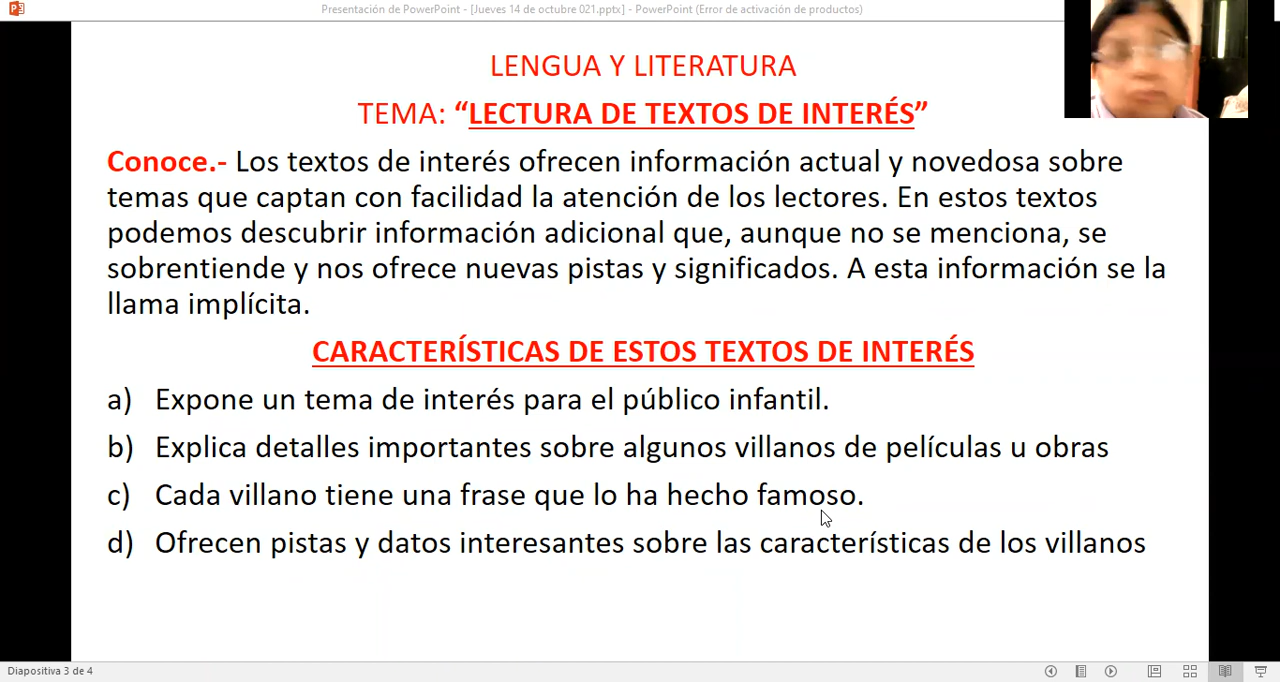 Presentación de PowerPoint - [Jueves 14 de octubre 021.pptx] - PowerPoint (Error de activación de productos)
LENGUA Y LITERATURA
TEMA: “LECTURA DE TEXTOS DE INTERÉS”
Conoce.- Los textos de interés ofrecen información actual y novedosa sobre
temas que captan con facilidad la atención de los lectores. En estos textos
podemos descubrir información adicional que, aunque no se menciona, se
sobrentiende y nos ofrece nuevas pistas y significados. A esta información se la
llama implícita.
CARACTERÍSTICAS DE ESTOS TEXTOS DE INTERÉS
a) Expone un tema de interés para el público infantil.
b) Explica detalles importantes sobre algunos villanos de películas u obras
c) Cada villano tiene una frase que lo ha hecho famoso.
d) Ofrecen pistas y datos interesantes sobre las características de los villanos
Diapositiva 3 de 4